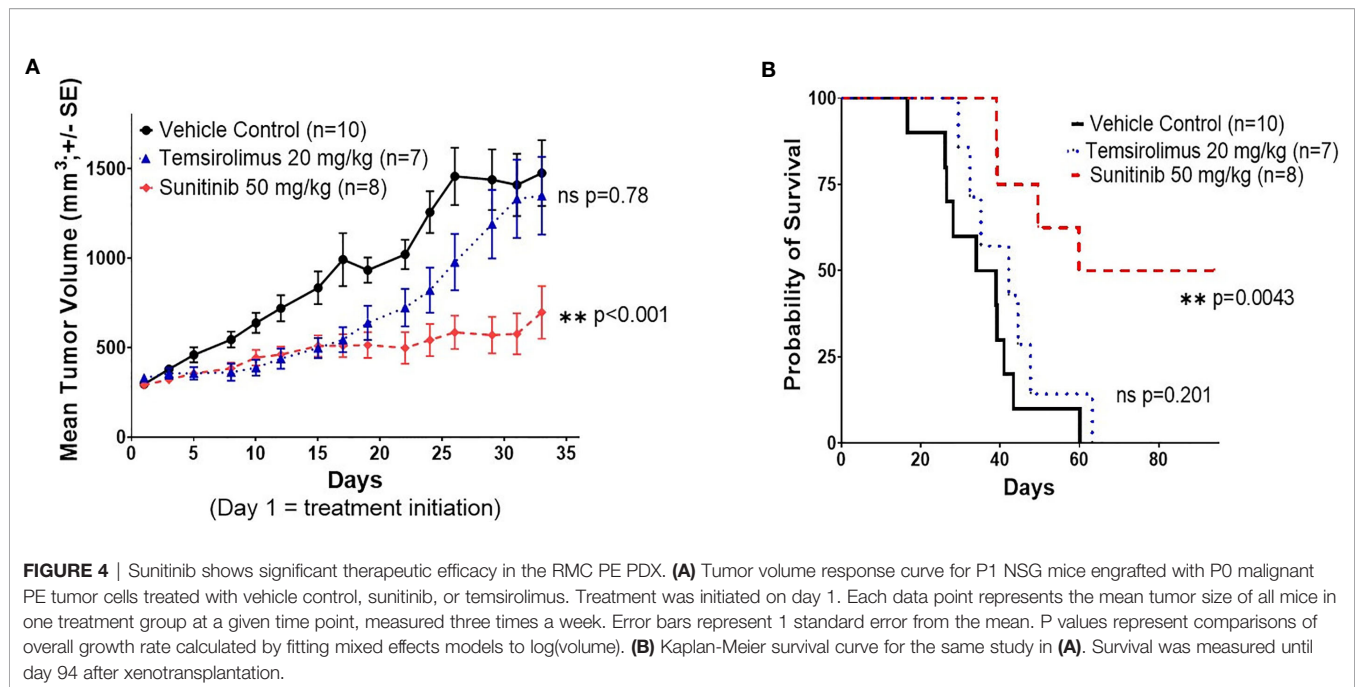 A
Mean Tumor Volume (mm³;+/- SE)
1500
1000
500
0
Vehicle Control (n=10)
Temsirolimus 20 mg/kg (n=7)
Sunitinib 50 mg/kg (n=8)
ns p=0.78
** p<0.001
0 5 10 15 20 25 30 35
Days
(Day 1 = treatment initiation)
B
Probability of Survival
100
75
50
25
0
Vehicle Control (n=10)
Temsirolimus 20 mg/kg (n=7)
Sunitinib 50 mg/kg (n=8)
** p=0.0043
ns p=0.201
0 20 40 60 80
Days
FIGURE 4 | Sunitinib shows significant therapeutic efficacy in the RMC PE PDX. (A) Tumor volume response curve for P1 NSG mice engrafted with P0 malignant
PE tumor cells treated with vehicle control, sunitinib, or temsirolimus. Treatment was initiated on day 1. Each data point represents the mean tumor size of all mice in
one treatment group at a given time point, measured three times a week. Error bars represent 1 standard error from the mean. P values represent comparisons of
overall growth rate calculated by fitting mixed effects models to log(volume). (B) Kaplan-Meier survival curve for the same study in (A). Survival was measured until
day 94 after xenotransplantation.